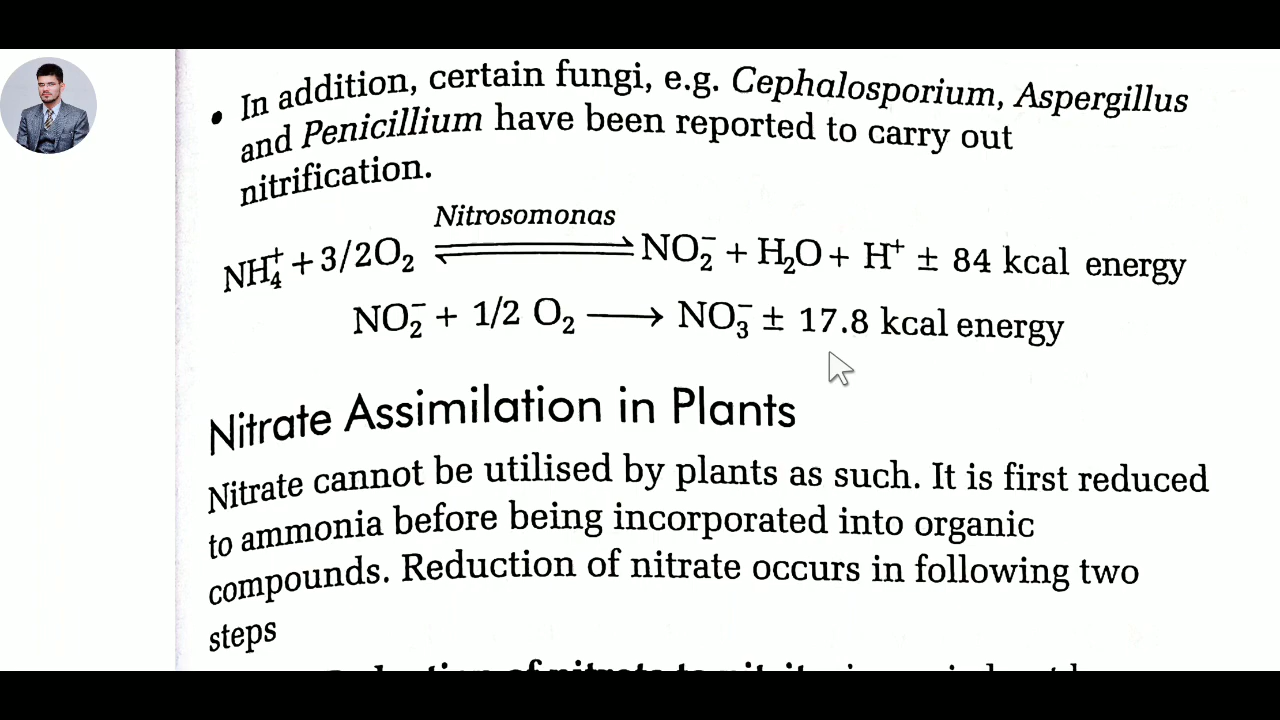 • In addition, certain fungi, e.g. Cephalosporium, Aspergillus
and Penicillium have been reported to carry out
nitrification.
Nitrosomonas
NH₄⁺ + 3/2O₂ ⇌ NO₂⁻ + H₂O + H⁺ ± 84 kcal energy
NO₂⁻ + 1/2 O₂ ⟶ NO₃⁻ ± 17.8 kcal energy
Nitrate Assimilation in Plants
Nitrate cannot be utilised by plants as such. It is first reduced
to ammonia before being incorporated into organic
compounds. Reduction of nitrate occurs in following two
steps